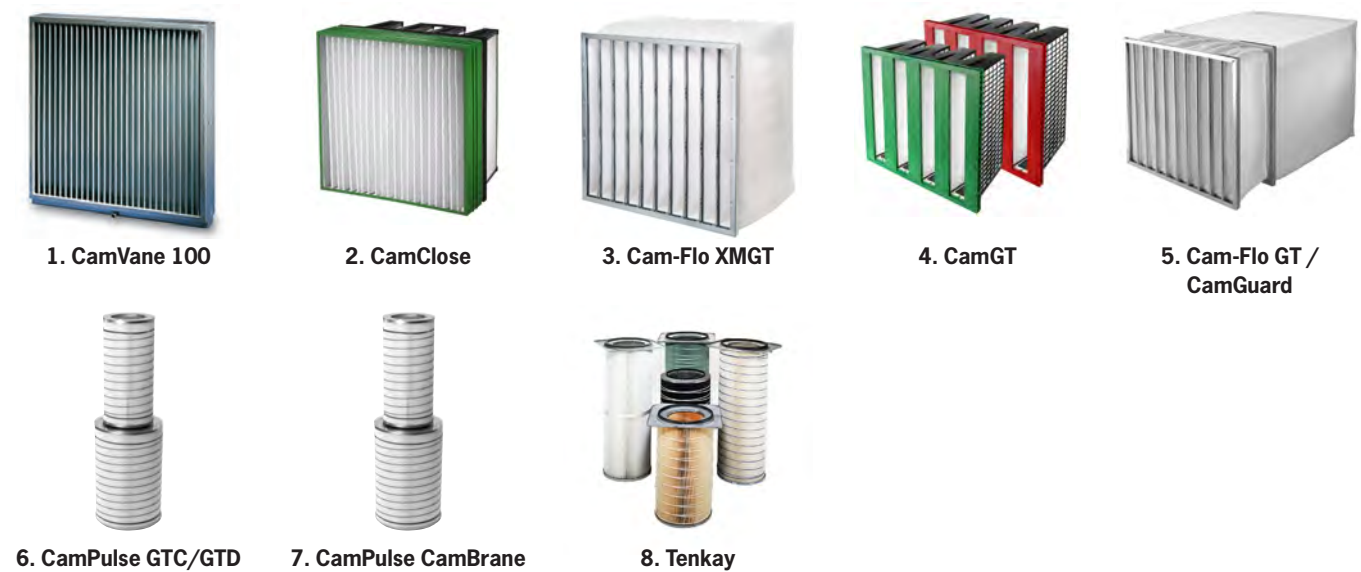 1. CamVane 100
2. CamClose
3. Cam-Flo XMGT
4. CamGT
5. Cam-Flo GT /
CamGuard
6. CamPulse GTC/GTD
7. CamPulse CamBrane
8. Tenkay